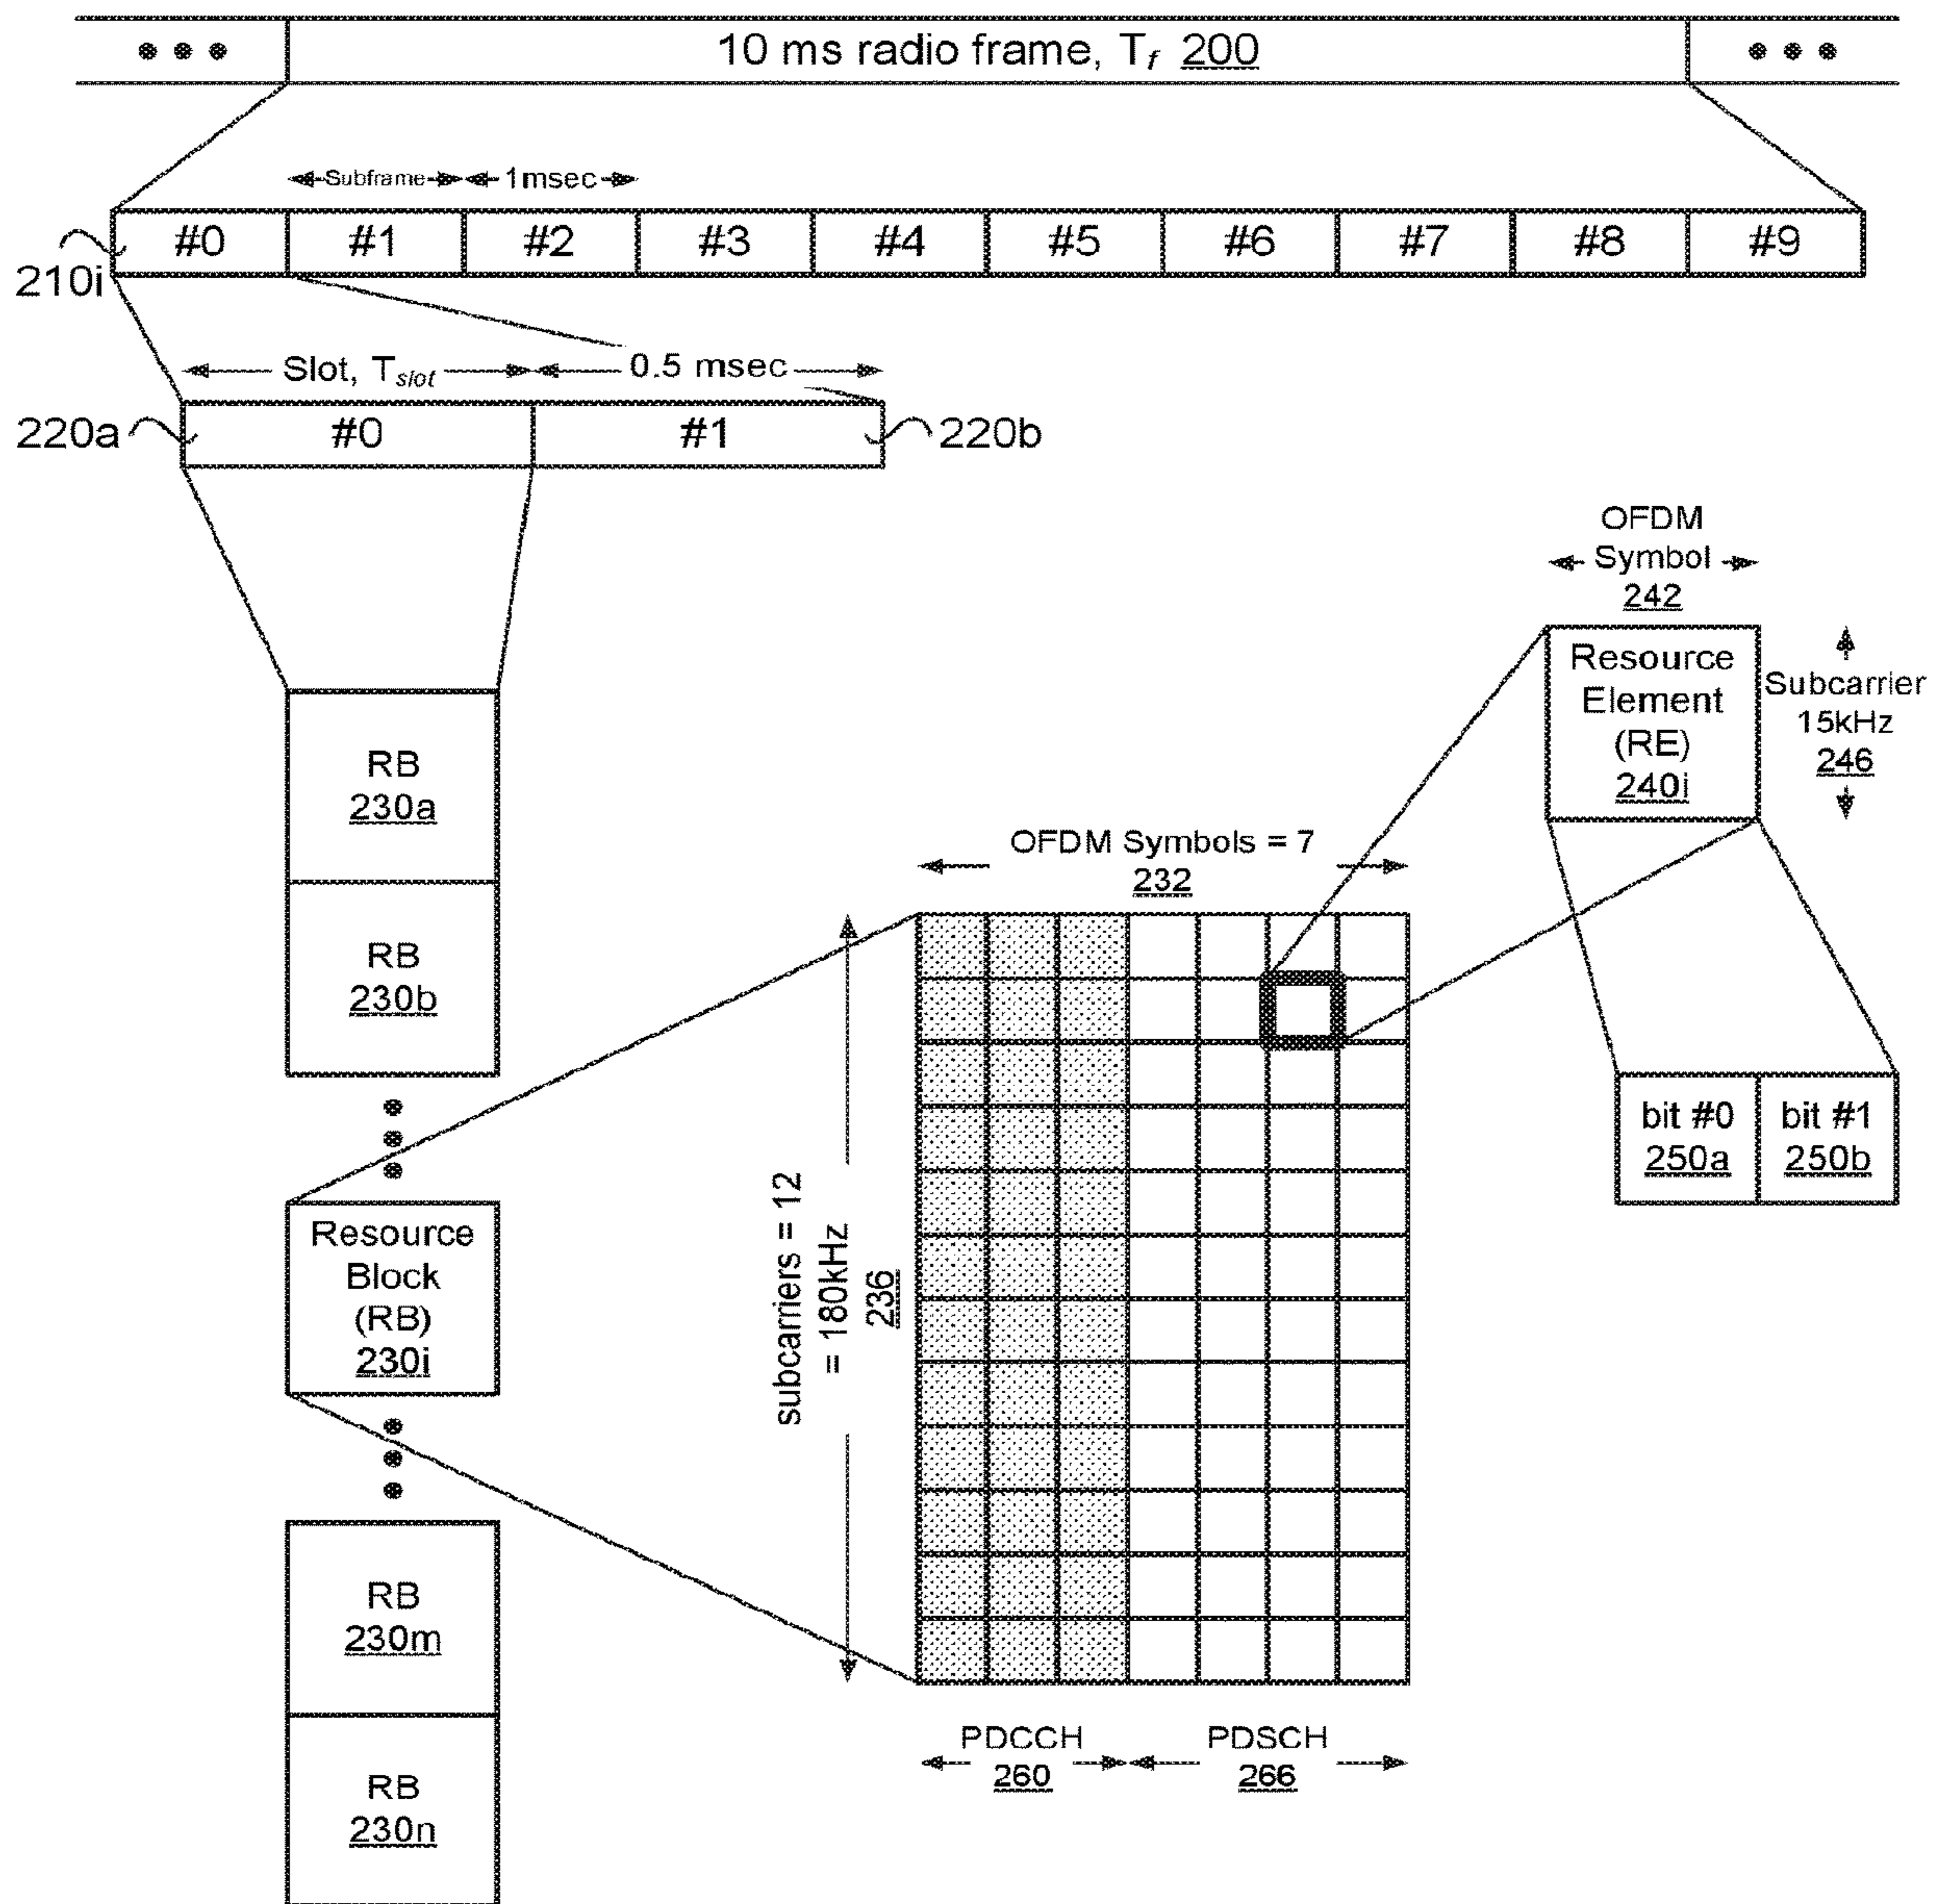 10 ms radio frame, Tf 200
Subframe
1msec
#0 #1 #2 #3 #4 #5 #6 #7 #8 #9
210i
Slot, Tslot
0.5 msec
220a
#0
#1
220b
OFDM
Symbol
242
Resource
Element
(RE)
240i
Subcarrier
15kHz
246
RB
230a
RB
230b
OFDM Symbols = 7
232
bit #0
250a
bit #1
250b
subcarriers = 12
= 180kHz
236
Resource
Block
(RB)
230i
RB
230m
RB
230n
PDCCH
260
PDSCH
266